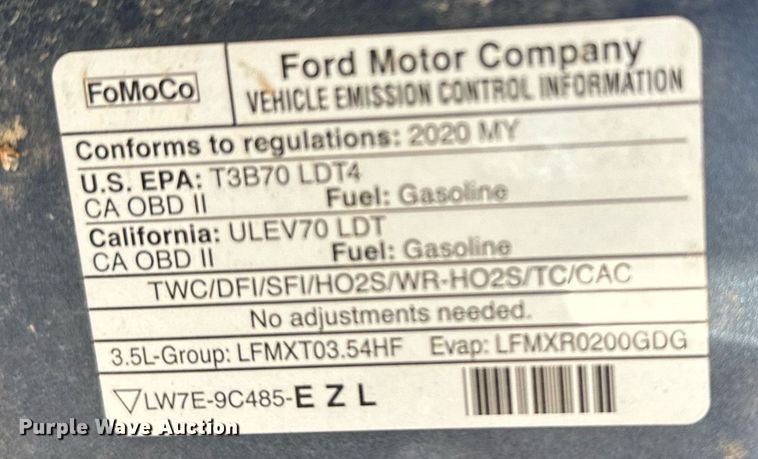 FoMoCo
Ford Motor Company
VEHICLE EMISSION CONTROL INFORMATION
Conforms to regulations: 2020 MY
U.S. EPA: T3B70 LDT4
CA OBD II Fuel: Gasoline
California: ULEV70 LDT
CA OBD II Fuel: Gasoline
TWC/DFI/SFI/HO2S/WR-HO2S/TC/CAC
No adjustments needed.
3.5L-Group: LFMXT03.54HF Evap: LFMXR0200GDG
LW7E-9C485-E Z L
Purple Wave Auction